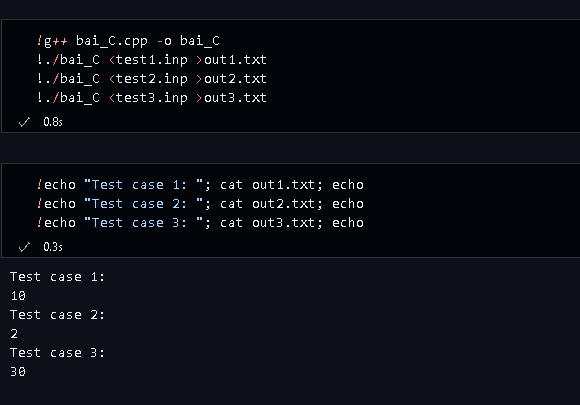 !g++ bai_C.cpp -o bai_C
!./bai_C <test1.inp >out1.txt
!./bai_C <test2.inp >out2.txt
!./bai_C <test3.inp >out3.txt
0.8s
!echo "Test case 1: "; cat out1.txt; echo
!echo "Test case 2: "; cat out2.txt; echo
!echo "Test case 3: "; cat out3.txt; echo
0.3s
Test case 1:
10
Test case 2:
2
Test case 3:
30